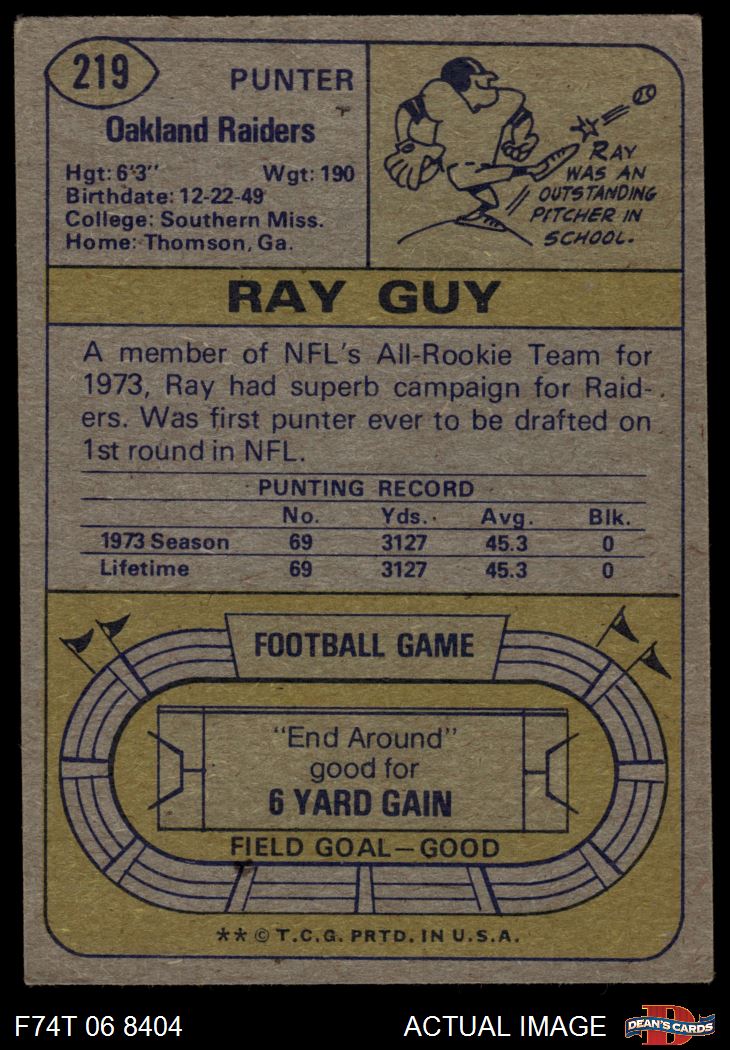 219
PUNTER
Oakland Raiders
Hgt: 6'3" Wgt: 190
Birthdate: 12-22-49
College: Southern Miss.
Home: Thomson, Ga.
RAY
WAS AN
OUTSTANDING
PITCHER IN
SCHOOL.
RAY GUY
A member of NFL's All-Rookie Team for
1973, Ray had superb campaign for Raid-
ers. Was first punter ever to be drafted on
1st round in NFL.
PUNTING RECORD
No. Yds. Avg. Blk.
1973 Season 69 3127 45.3 0
Lifetime 69 3127 45.3 0
FOOTBALL GAME
"End Around"
good for
6 YARD GAIN
FIELD GOAL—GOOD
** © T.C.G. PRTD. IN U.S.A.
F74T 06 8404 ACTUAL IMAGE
D
DEAN'S CARDS